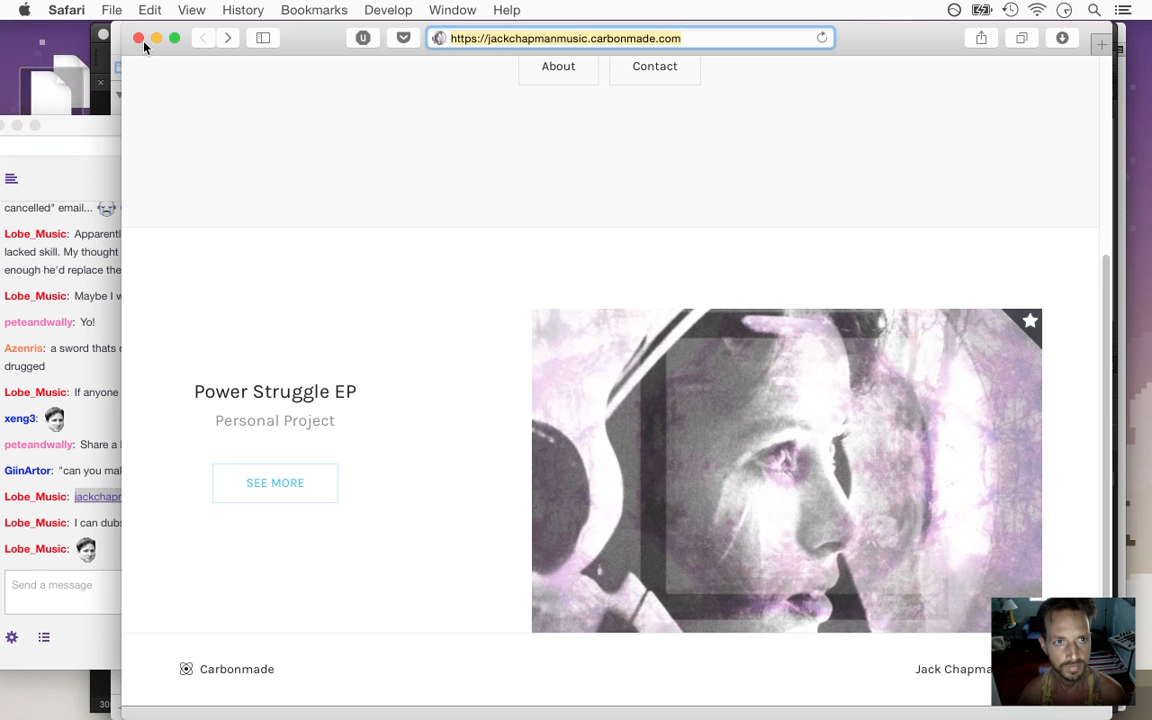 Safari File Edit View History Bookmarks Develop Window Help
https://jackchapmanmusic.carbonmade.com
About Contact
cancelled" email...
Lobe_Music: Apparentl
lacked skill. My thought
enough he'd replace the
Lobe_Music: Maybe I w
peteandwally: Yo!
Azenris: a sword thats
drugged
Lobe_Music: If anyone
xeng3:
peteandwally: Share a
GiinArtor: "can you mal
Lobe_Music: jackchapr
Lobe_Music: I can dubs
Lobe_Music:
Send a message
30
Power Struggle EP
Personal Project
SEE MORE
Carbonmade
Jack Chapma